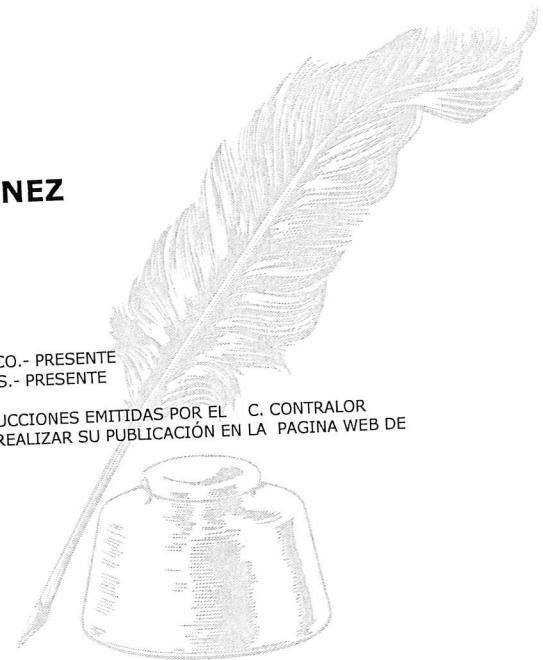 NEZ
CO.- PRESENTE
S.- PRESENTE
UCCIONES EMITIDAS POR EL C. CONTRALOR
REALIZAR SU PUBLICACIÓN EN LA PAGINA WEB DE